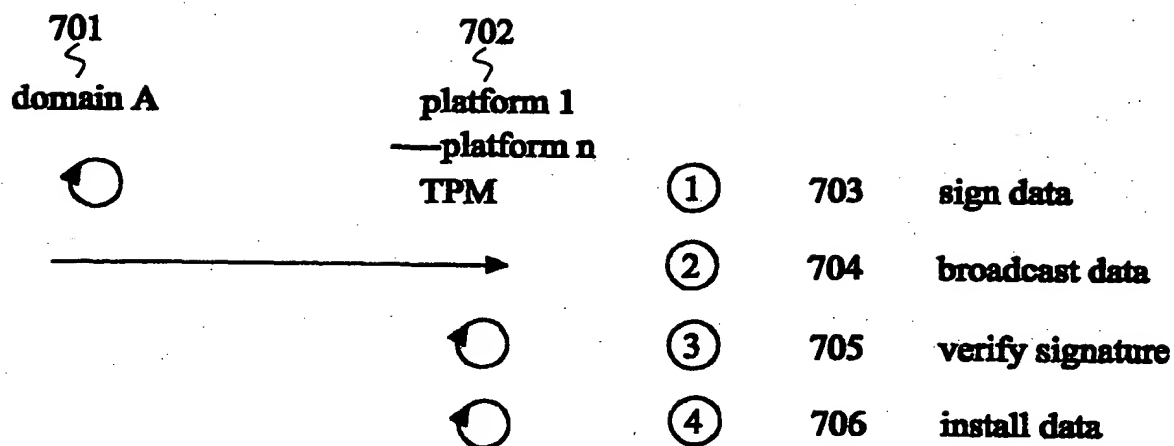 701 702
domain A platform 1
platform n
TPM 1 703 sign data
2 704 broadcast data
3 705 verify signature
4 706 install data